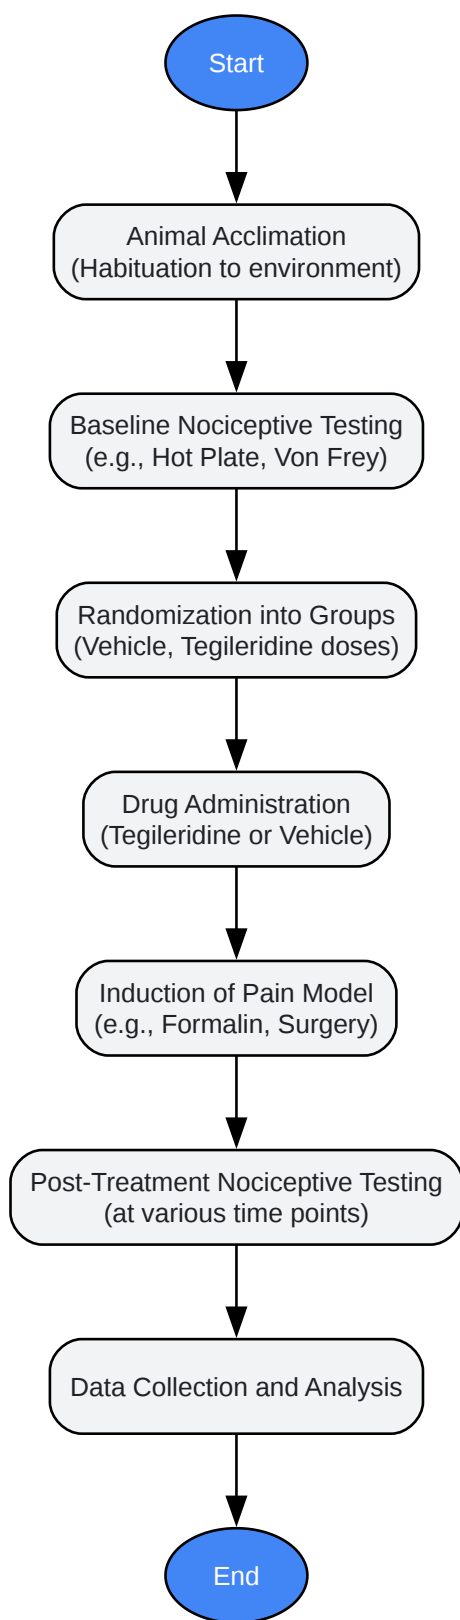 Start
Animal Acclimation
(Habituation to environment)
Baseline Nociceptive Testing
(e.g., Hot Plate, Von Frey)
Randomization into Groups
(Vehicle, Tegileridine doses)
Drug Administration
(Tegileridine or Vehicle)
Induction of Pain Model
(e.g., Formalin, Surgery)
Post-Treatment Nociceptive Testing
(at various time points)
Data Collection and Analysis
End